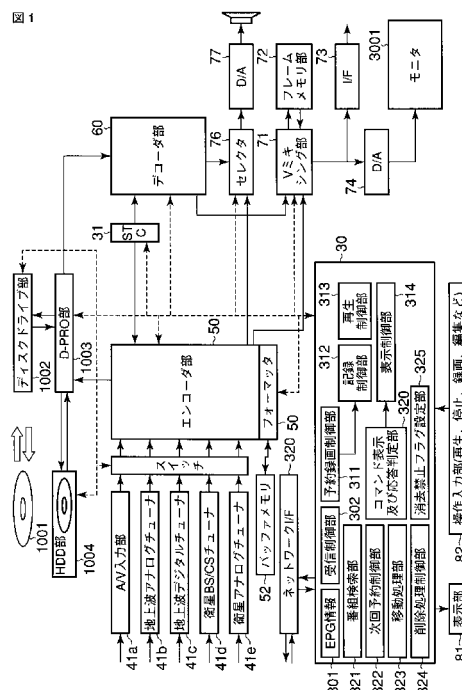 図1
77
D/A
72
フレーム
メモリ部
73
I/F
3001
モニタ
60
デコーダ部
76
セレクタ
71
Vミキ
シング部
D/A
74
31
ST
C
ディスクドライブ部
1002
D-PRO部
1003
1001
HDD部
1004
50
エンコーダ部
フォーマッタ
50
スイッチ
A/V入力部
41a
地上波アナログチューナ
41b
地上波デジタルチューナ
41c
衛星BS/CSチューナ
41d
衛星アナログチューナ
41e
バッファメモリ
52
320
ネットワークI/F
30
313
再生
制御部
314
312
記録
制御部
表示制御部
325
予約録画制御部
311
320
コマンド表示
及び応答判定部
消去禁止フラグ設定部
302
受信制御部
EPG情報
301
番組検索部
321
次回予約制御部
322
移動処理部
323
削除処理制御部
324
81
表示部
82
操作入力部(再生、停止、録画、編集など)